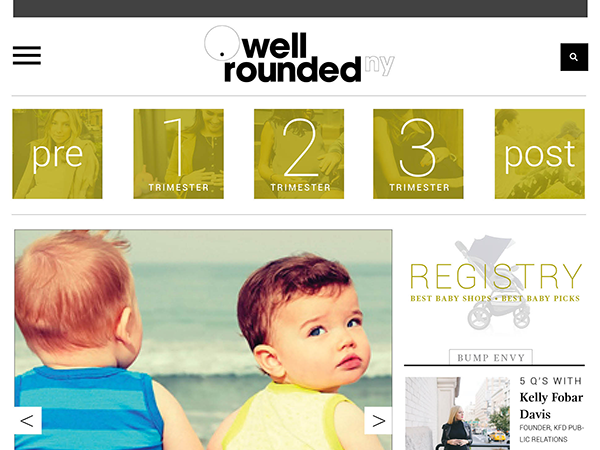 well
rounded ny
pre
1
TRIMESTER
2
TRIMESTER
3
TRIMESTER
post
REGISTRY
BEST BABY SHOPS • BEST BABY PICKS
BUMP ENVY
<
>
5 Q'S WITH
Kelly Fobar
Davis
FOUNDER, KFD PUB-
LIC RELATIONS